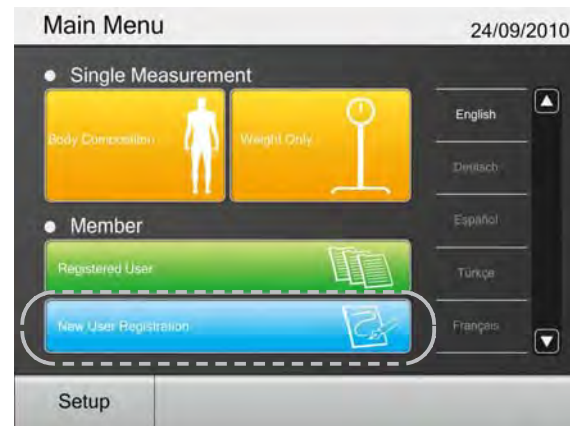 Main Menu
24/09/2010
Single Measurement
Body Composition
Weight Only
Member
Registered User
New User Registration
English
Deutsch
Español
Türkçe
Français
Setup